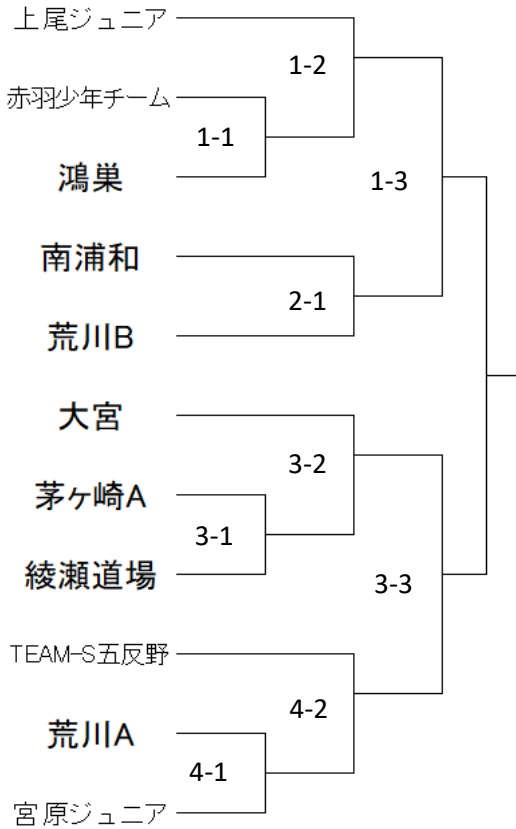 上尾ジュニア
1-2
赤羽少年チーム
1-1
鴻巣
1-3
南浦和
2-1
荒川B
大宮
3-2
茅ヶ崎A
3-1
綾瀬道場
3-3
TEAM-S五反野
4-2
荒川A
4-1
宮原ジュニア